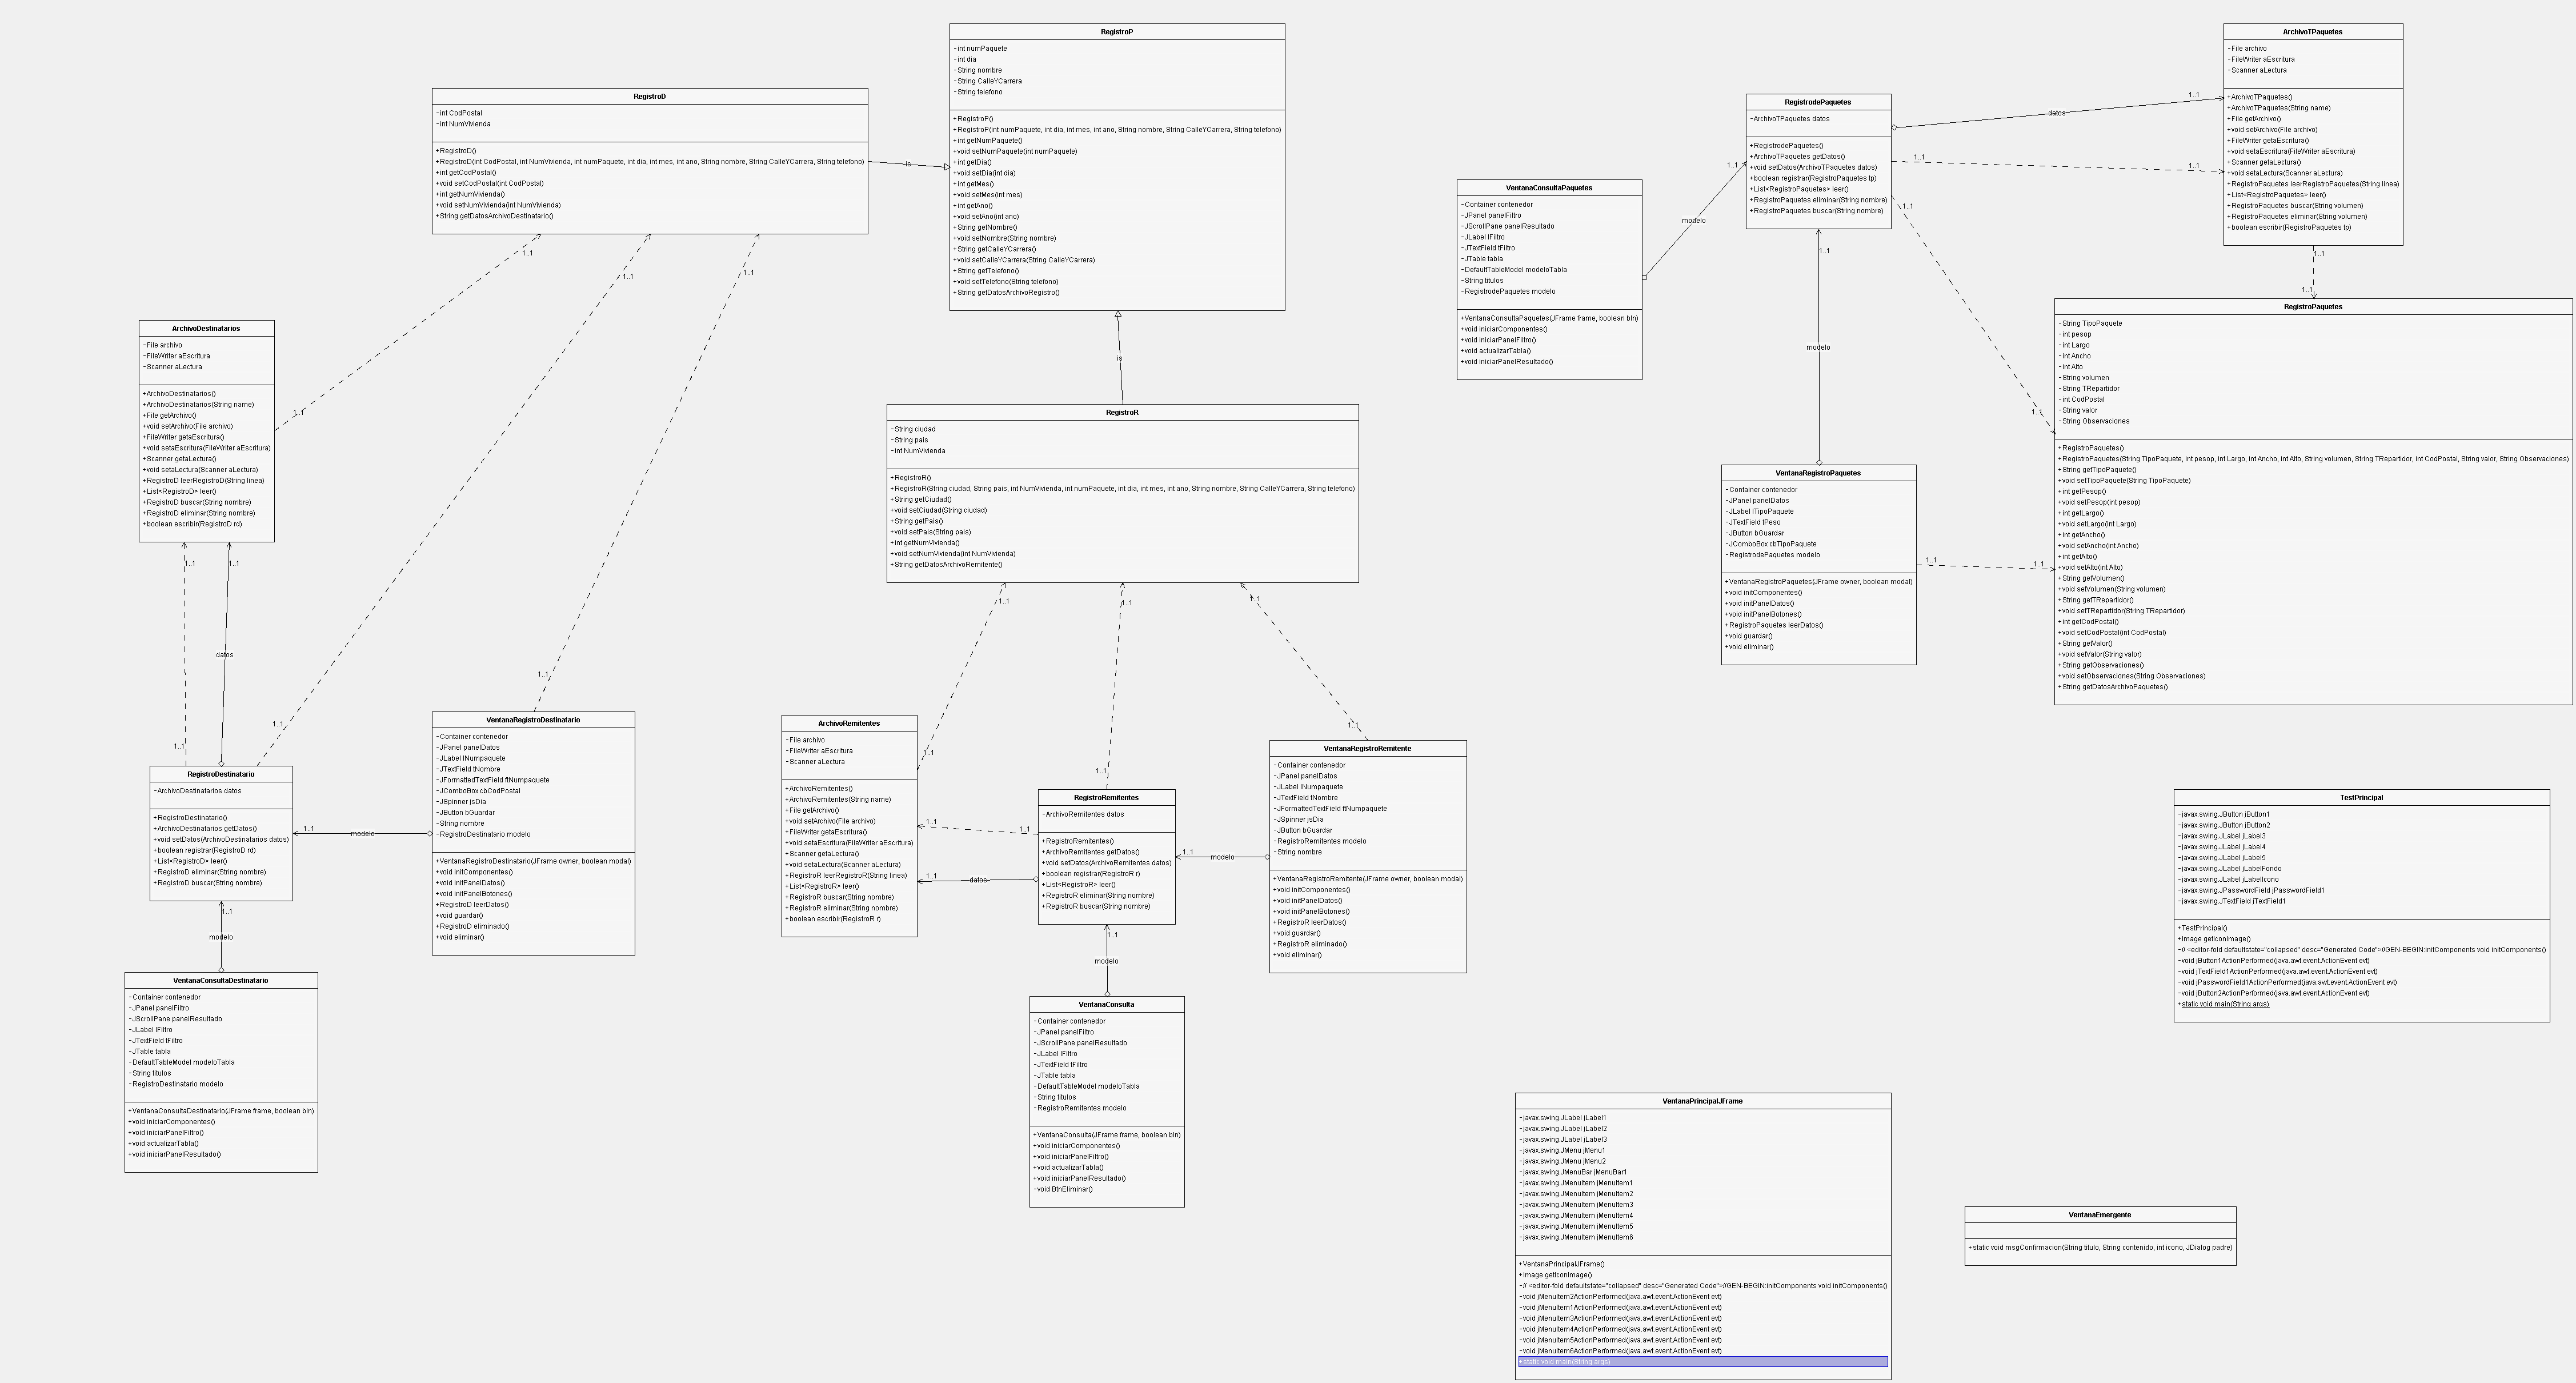 RegistroP
-int numPaquete
-int dia
-String nombre
-String CalleYCarrera
-String telefono
+RegistroP()
+RegistroP(int numPaquete, int dia, int mes, int ano, String nombre, String CalleYCarrera, String telefono)
+int getNumPaquete()
+void setNumPaquete(int numPaquete)
+int getDia()
+void setDia(int dia)
+int getMes()
+void setMes(int mes)
+int getAno()
+void setAno(int ano)
+String getNombre()
+void setNombre(String nombre)
+String getCalleYCarrera()
+void setCalleYCarrera(String CalleYCarrera)
+String getTelefono()
+void setTelefono(String telefono)
+String getDatosArchivoRegistro()
RegistroD
-int CodPostal
-int NumVivienda
+RegistroD()
+RegistroD(int CodPostal, int NumVivienda, int numPaquete, int dia, int mes, int ano, String nombre, String CalleYCarrera, String telefono)
+int getCodPostal()
+void setCodPostal(int CodPostal)
+int getNumVivienda()
+void setNumVivienda(int NumVivienda)
+String getDatosArchivoDestinatario()
is
1..1
1..1
1..1
is
ArchivoDestinatarios
-File archivo
-FileWriter aEscritura
-Scanner aLectura
+ArchivoDestinatarios()
+ArchivoDestinatarios(String name)
+File getArchivo()
+void setArchivo(File archivo)
+FileWriter getaEscritura()
+void setaEscritura(FileWriter aEscritura)
+Scanner getaLectura()
+void setaLectura(Scanner aLectura)
+RegistroD leerRegistroD(String linea)
+List<RegistroD> leer()
+RegistroD buscar(String nombre)
+RegistroD eliminar(String nombre)
+boolean escribir(RegistroD rd)
1..1
1..1
1..1
datos
1..1
1..1
1..1
RegistroR
-String ciudad
-String pais
-int NumVivienda
+RegistroR()
+RegistroR(String ciudad, String pais, int NumVivienda, int numPaquete, int dia, int mes, int ano, String nombre, String CalleYCarrera, String telefono)
+String getCiudad()
+void setCiudad(String ciudad)
+String getPais()
+void setPais(String pais)
+int getNumVivienda()
+void setNumVivienda(int NumVivienda)
+String getDatosArchivoRemitente()
1..1
1..1
1..1
RegistroDestinatario
-ArchivoDestinatarios datos
+RegistroDestinatario()
+ArchivoDestinatarios getDatos()
+void setDatos(ArchivoDestinatarios datos)
+boolean registrar(RegistroD rd)
+List<RegistroD> leer()
+RegistroD eliminar(String nombre)
+RegistroD buscar(String nombre)
1..1
modelo
VentanaRegistroDestinatario
-Container contenedor
-JPanel panelDatos
-JLabel lNumpaquete
-JTextField tNombre
-JFormattedTextField ftNumpaquete
-JComboBox cbCodPostal
-JSpinner jsDia
-JButton bGuardar
-String nombre
-RegistroDestinatario modelo
+VentanaRegistroDestinatario(JFrame owner, boolean modal)
+void initComponentes()
+void initPanelDatos()
+void initPanelBotones()
+RegistroD leerDatos()
+void guardar()
+RegistroD eliminado()
+void eliminar()
1..1
modelo
VentanaConsultaDestinatario
-Container contenedor
-JPanel panelFiltro
-JScrollPane panelResultado
-JLabel lFiltro
-JTextField tFiltro
-JTable tabla
-DefaultTableModel modeloTabla
-String titulos
-RegistroDestinatario modelo
+VentanaConsultaDestinatario(JFrame frame, boolean bln)
+void iniciarComponentes()
+void iniciarPanelFiltro()
+void actualizarTabla()
+void iniciarPanelResultado()
ArchivoRemitentes
-File archivo
-FileWriter aEscritura
-Scanner aLectura
+ArchivoRemitentes()
+ArchivoRemitentes(String name)
+File getArchivo()
+void setArchivo(File archivo)
+FileWriter getaEscritura()
+void setaEscritura(FileWriter aEscritura)
+Scanner getaLectura()
+void setaLectura(Scanner aLectura)
+RegistroR leerRegistroR(String linea)
+List<RegistroR> leer()
+RegistroR buscar(String nombre)
+RegistroR eliminar(String nombre)
+boolean escribir(RegistroR r)
1..1
1..1
1..1
1..1
1..1
datos
RegistroRemitentes
-ArchivoRemitentes datos
+RegistroRemitentes()
+ArchivoRemitentes getDatos()
+void setDatos(ArchivoRemitentes datos)
+boolean registrar(RegistroR r)
+List<RegistroR> leer()
+RegistroR eliminar(String nombre)
+RegistroR buscar(String nombre)
1..1
modelo
1..1
VentanaRegistroRemitente
-Container contenedor
-JPanel panelDatos
-JLabel lNumpaquete
-JTextField tNombre
-JFormattedTextField ftNumpaquete
-JSpinner jsDia
-JButton bGuardar
-RegistroRemitentes modelo
-String nombre
+VentanaRegistroRemitente(JFrame owner, boolean modal)
+void initComponentes()
+void initPanelDatos()
+void initPanelBotones()
+RegistroR leerDatos()
+void guardar()
+RegistroR eliminado()
+void eliminar()
1..1
modelo
VentanaConsulta
-Container contenedor
-JPanel panelFiltro
-JScrollPane panelResultado
-JLabel lFiltro
-JTextField tFiltro
-JTable tabla
-DefaultTableModel modeloTabla
-String titulos
-RegistroRemitentes modelo
+VentanaConsulta(JFrame frame, boolean bln)
+void iniciarComponentes()
+void iniciarPanelFiltro()
+void actualizarTabla()
+void iniciarPanelResultado()
-void BtnEliminar()
VentanaConsultaPaquetes
-Container contenedor
-JPanel panelFiltro
-JScrollPane panelResultado
-JLabel lFiltro
-JTextField tFiltro
-JTable tabla
-DefaultTableModel modeloTabla
-String titulos
-RegistrodePaquetes modelo
+VentanaConsultaPaquetes(JFrame frame, boolean bln)
+void iniciarComponentes()
+void iniciarPanelFiltro()
+void actualizarTabla()
+void iniciarPanelResultado()
1..1
modelo
RegistrodePaquetes
-ArchivoTPaquetes datos
+RegistrodePaquetes()
+ArchivoTPaquetes getDatos()
+void setDatos(ArchivoTPaquetes datos)
+boolean registrar(RegistroPaquetes tp)
+List<RegistroPaquetes> leer()
+RegistroPaquetes eliminar(String nombre)
+RegistroPaquetes buscar(String nombre)
1..1
datos
1..1
1..1
1..1
1..1
1..1
modelo
ArchivoTPaquetes
-File archivo
-FileWriter aEscritura
-Scanner aLectura
+ArchivoTPaquetes()
+ArchivoTPaquetes(String name)
+File getArchivo()
+void setArchivo(File archivo)
+FileWriter getaEscritura()
+void setaEscritura(FileWriter aEscritura)
+Scanner getaLectura()
+void setaLectura(Scanner aLectura)
+RegistroPaquetes leerRegistroPaquetes(String linea)
+List<RegistroPaquetes> leer()
+RegistroPaquetes buscar(String volumen)
+RegistroPaquetes eliminar(String volumen)
+boolean escribir(RegistroPaquetes tp)
1..1
1..1
VentanaRegistroPaquetes
-Container contenedor
-JPanel panelDatos
-JLabel lTipoPaquete
-JTextField tPeso
-JButton bGuardar
-JComboBox cbTipoPaquete
-RegistrodePaquetes modelo
+VentanaRegistroPaquetes(JFrame owner, boolean modal)
+void initComponentes()
+void initPanelDatos()
+void initPanelBotones()
+RegistroPaquetes leerDatos()
+void guardar()
+void eliminar()
1..1
1..1
RegistroPaquetes
-String TipoPaquete
-int pesop
-int Largo
-int Ancho
-int Alto
-String volumen
-String TRepartidor
-int CodPostal
-String valor
-String Observaciones
+RegistroPaquetes()
+RegistroPaquetes(String TipoPaquete, int pesop, int Largo, int Ancho, int Alto, String volumen, String TRepartidor, int CodPostal, String valor, String Observaciones)
+String getTipoPaquete()
+void setTipoPaquete(String TipoPaquete)
+int getPesop()
+void setPesop(int pesop)
+int getLargo()
+void setLargo(int Largo)
+int getAncho()
+void setAncho(int Ancho)
+int getAlto()
+void setAlto(int Alto)
+String getVolumen()
+void setVolumen(String volumen)
+String getTRepartidor()
+void setTRepartidor(String TRepartidor)
+int getCodPostal()
+void setCodPostal(int CodPostal)
+String getValor()
+void setValor(String valor)
+String getObservaciones()
+void setObservaciones(String Observaciones)
+String getDatosArchivoPaquetes()
TestPrincipal
-javax.swing.JButton jButton1
-javax.swing.JButton jButton2
-javax.swing.JLabel jLabel3
-javax.swing.JLabel jLabel4
-javax.swing.JLabel jLabel5
-javax.swing.JLabel jLabelFondo
-javax.swing.JLabel jLabelIcono
-javax.swing.JPasswordField jPasswordField1
-javax.swing.JTextField jTextField1
+TestPrincipal()
+Image getIconImage()
-// <editor-fold defaultstate="collapsed" desc="Generated Code">//GEN-BEGIN:initComponents void initComponents()
-void jButton1ActionPerformed(java.awt.event.ActionEvent evt)
-void jTextField1ActionPerformed(java.awt.event.ActionEvent evt)
-void jPasswordField1ActionPerformed(java.awt.event.ActionEvent evt)
-void jButton2ActionPerformed(java.awt.event.ActionEvent evt)
+static void main(String args)
VentanaPrincipalJFrame
-javax.swing.JLabel jLabel1
-javax.swing.JLabel jLabel2
-javax.swing.JLabel jLabel3
-javax.swing.JMenu jMenu1
-javax.swing.JMenu jMenu2
-javax.swing.JMenuBar jMenuBar1
-javax.swing.JMenuItem jMenuItem1
-javax.swing.JMenuItem jMenuItem2
-javax.swing.JMenuItem jMenuItem3
-javax.swing.JMenuItem jMenuItem4
-javax.swing.JMenuItem jMenuItem5
-javax.swing.JMenuItem jMenuItem6
+VentanaPrincipalJFrame()
+Image getIconImage()
-// <editor-fold defaultstate="collapsed" desc="Generated Code">//GEN-BEGIN:initComponents void initComponents()
-void jMenuItem2ActionPerformed(java.awt.event.ActionEvent evt)
-void jMenuItem1ActionPerformed(java.awt.event.ActionEvent evt)
-void jMenuItem3ActionPerformed(java.awt.event.ActionEvent evt)
-void jMenuItem4ActionPerformed(java.awt.event.ActionEvent evt)
-void jMenuItem5ActionPerformed(java.awt.event.ActionEvent evt)
-void jMenuItem6ActionPerformed(java.awt.event.ActionEvent evt)
+static void main(String args)
VentanaEmergente
+static void msgConfirmacion(String titulo, String contenido, int icono, JDialog padre)